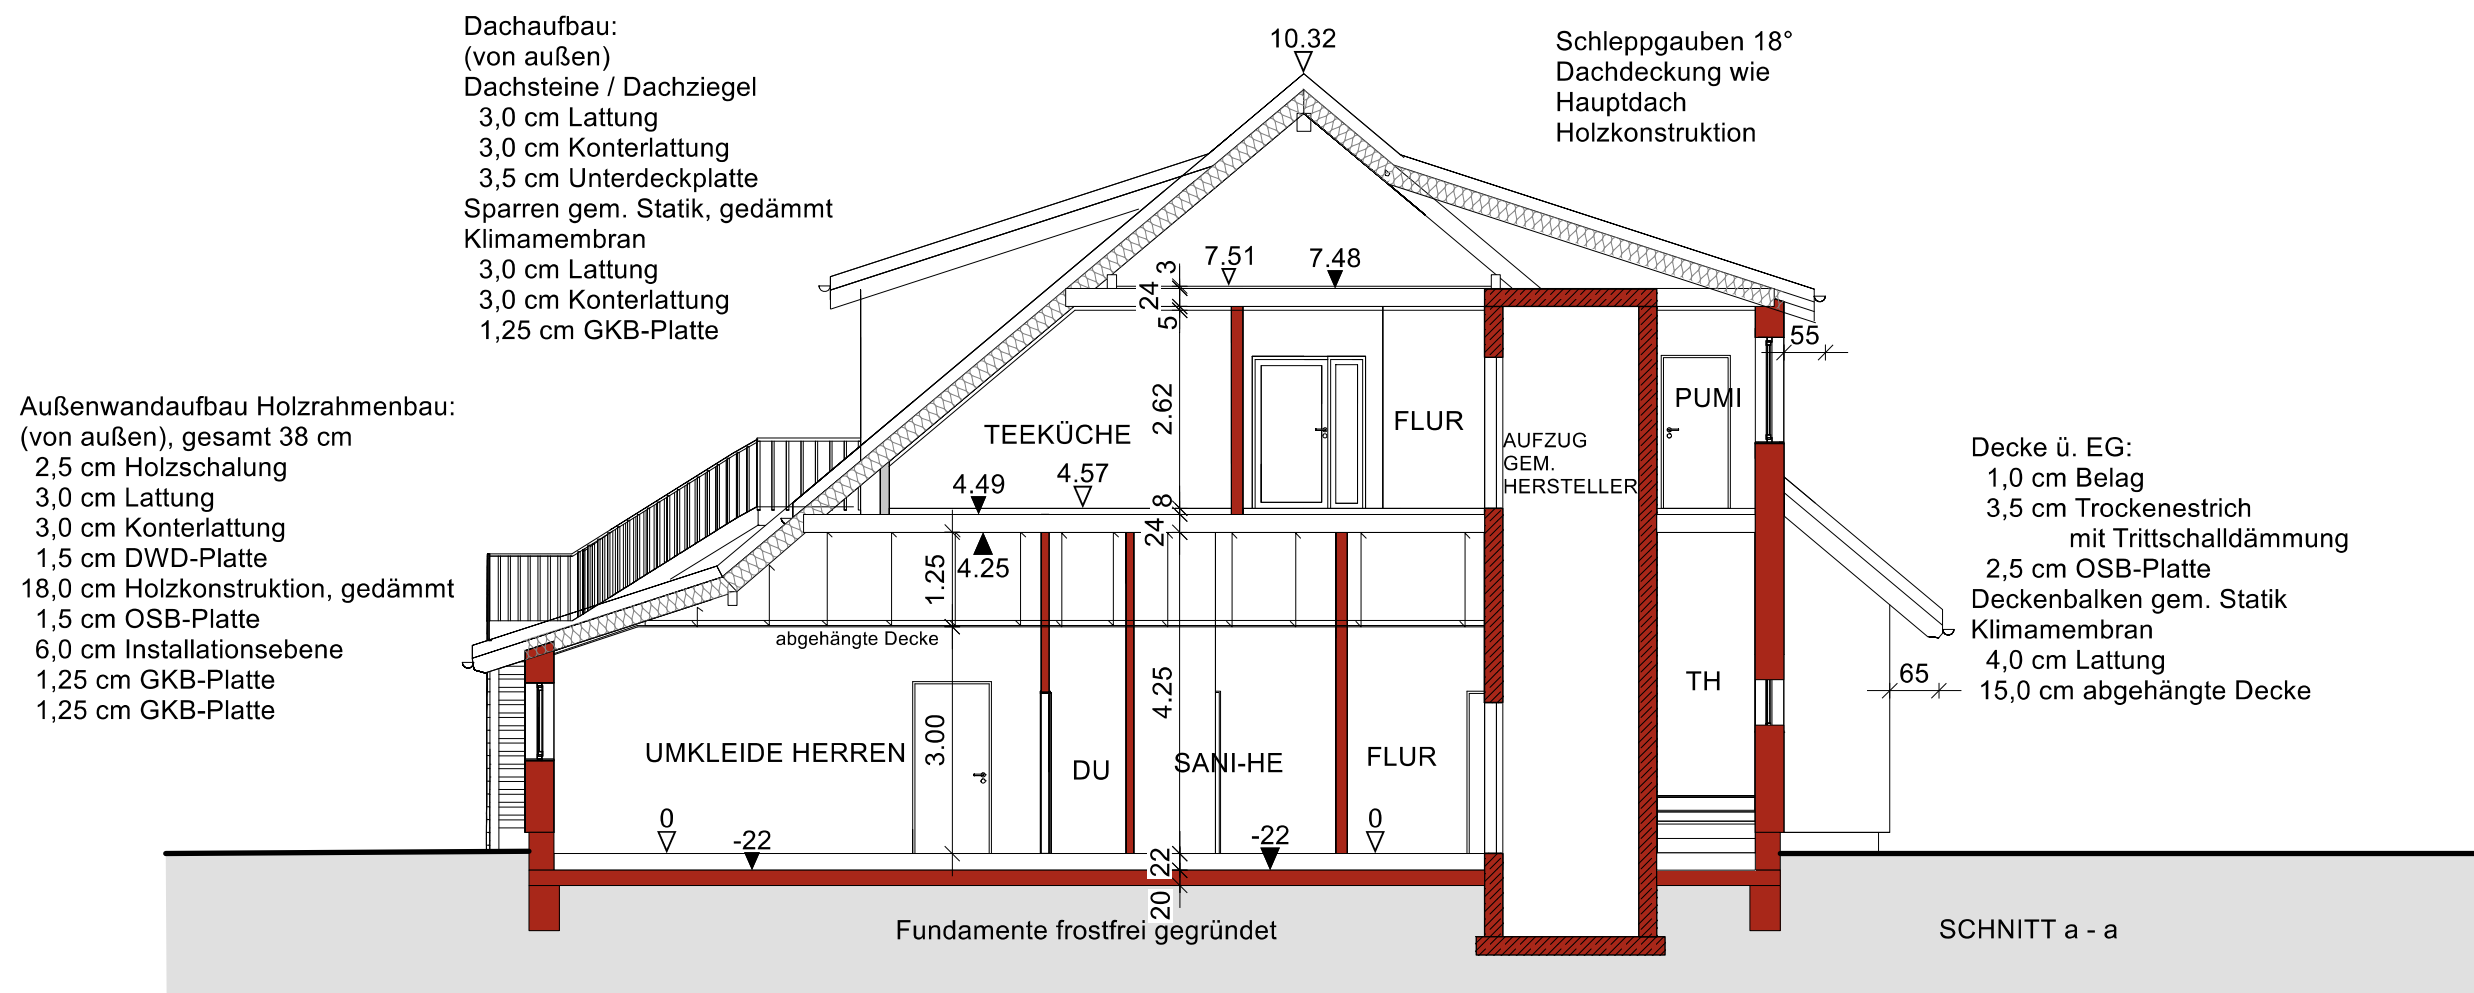 Dachaufbau:
(von außen)
Dachsteine / Dachziegel
3,0 cm Lattung
3,0 cm Konterlattung
3,5 cm Unterdeckplatte
Sparren gem. Statik, gedämmt
Klimamembran
3,0 cm Lattung
3,0 cm Konterlattung
1,25 cm GKB-Platte
10.32
Schleppgauben 18°
Dachdeckung wie
Hauptdach
Holzkonstruktion
Außenwandaufbau Holzrahmenbau:
(von außen), gesamt 38 cm
2,5 cm Holzschalung
3,0 cm Lattung
3,0 cm Konterlattung
1,5 cm DWD-Platte
18,0 cm Holzkonstruktion, gedämmt
1,5 cm OSB-Platte
6,0 cm Installationsebene
1,25 cm GKB-Platte
1,25 cm GKB-Platte
7.51
7.48
3
24
5
2.62
8
24
4.25
22
20
55
TEEKÜCHE
FLUR
PUMI
AUFZUG
GEM.
HERSTELLER
4.49
4.57
4.25
1.25
abgehängte Decke
3.00
UMKLEIDE HERREN
DU
SANI-HE
FLUR
TH
0
-22
-22
0
65
Decke ü. EG:
1,0 cm Belag
3,5 cm Trockenestrich
mit Trittschalldämmung
2,5 cm OSB-Platte
Deckenbalken gem. Statik
Klimamembran
4,0 cm Lattung
15,0 cm abgehängte Decke
Fundamente frostfrei gegründet
SCHNITT a - a